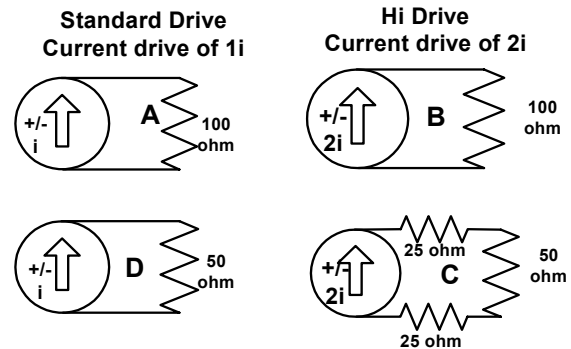 Standard Drive
Current drive of 1i
Hi Drive
Current drive of 2i
+/-
i
A
100
ohm
+/-
2i
B
100
ohm
+/-
i
D
50
ohm
+/-
2i
25 ohm
C
50
ohm
25 ohm